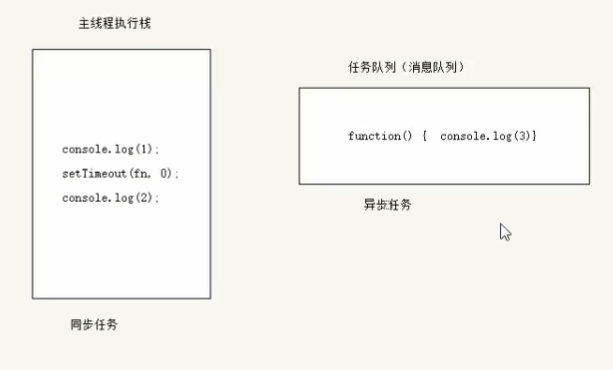 主线程执行栈
console.log(1);
setTimeout(fn, 0);
console.log(2);
同步任务
任务队列（消息队列）
function() {  console.log(3)}
异步任务